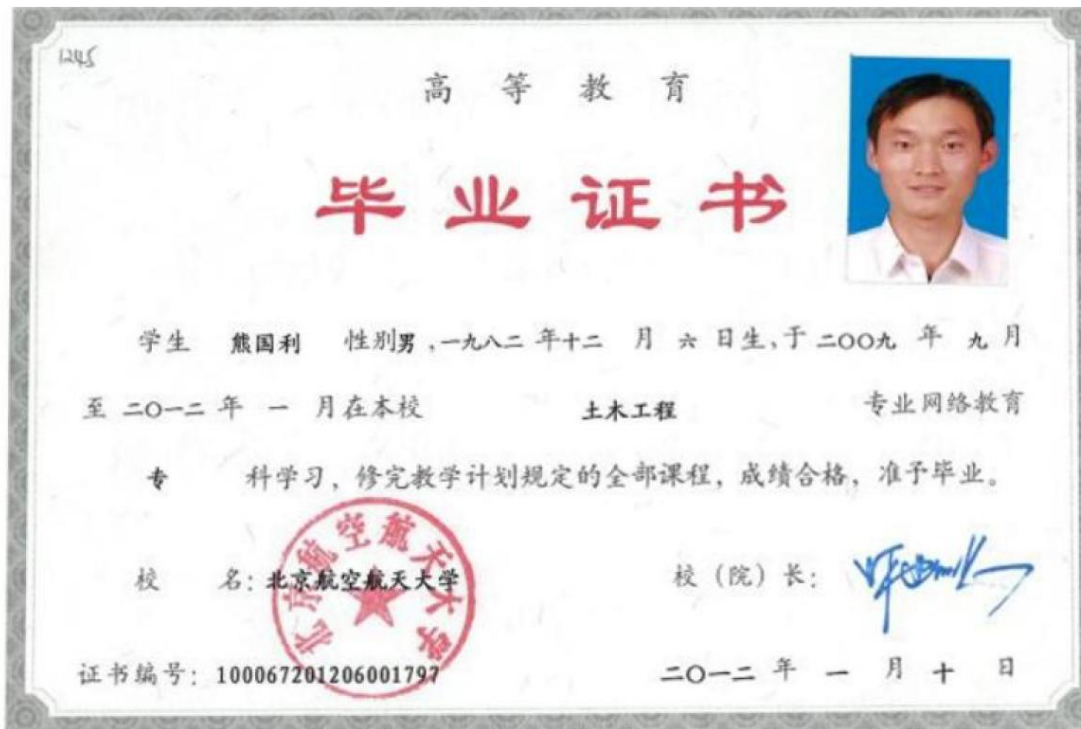 1245
高等教育
毕业证书
学生 熊国利 性别男,一九八二年十二月六日生,于二〇〇九年九月
至二〇一二年一月在本校 土木工程 专业网络教育
专 科学习，修完教学计划规定的全部课程，成绩合格，准予毕业。
校 名：北京航空航天大学 校（院）长：
北京航空航天大学
证书编号：100067201206001797 二〇一二年一月十日